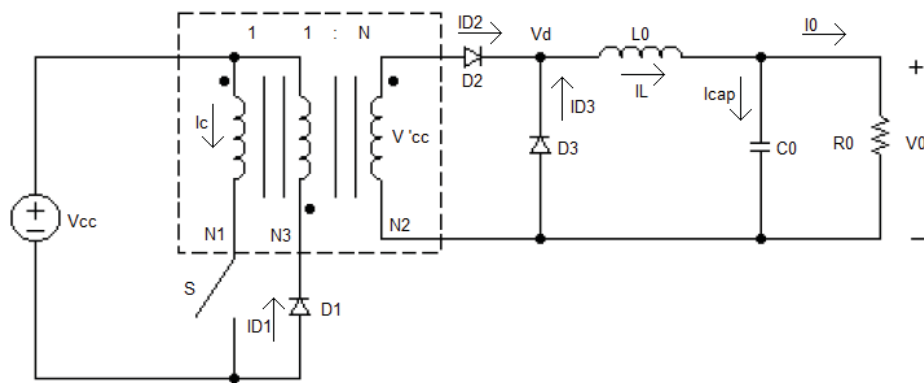 1 1 : N
ID2
Vd
L0
I0
D2
IL
Ic
ID3
Icap
+
V'cc
D3
C0
R0
V0
+
−
Vcc
N1
N3
N2
−
S
ID1
D1